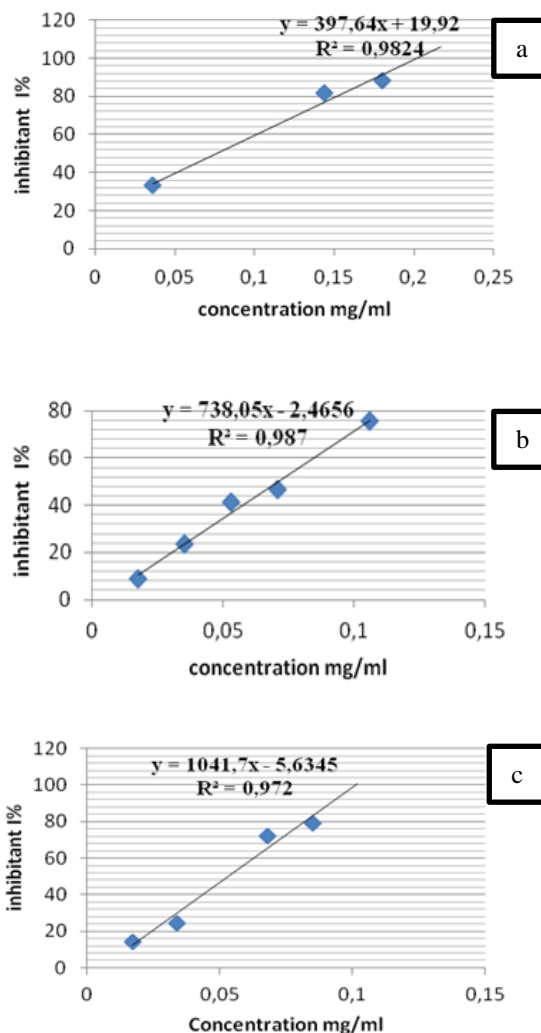 y = 397,64x + 19,92
R² = 0,9824
a
inhibitant I%
120
100
80
60
40
20
0
0 0,05 0,1 0,15 0,2 0,25
concentration mg/ml
y = 738,05x - 2,4656
R² = 0,987
b
inhibitant I%
80
60
40
20
0
0 0,05 0,1 0,15
concentration mg/ml
y = 1041,7x - 5,6345
R² = 0,972
c
inhibitant I%
120
100
80
60
40
20
0
0 0,05 0,1 0,15
Concentration mg/ml